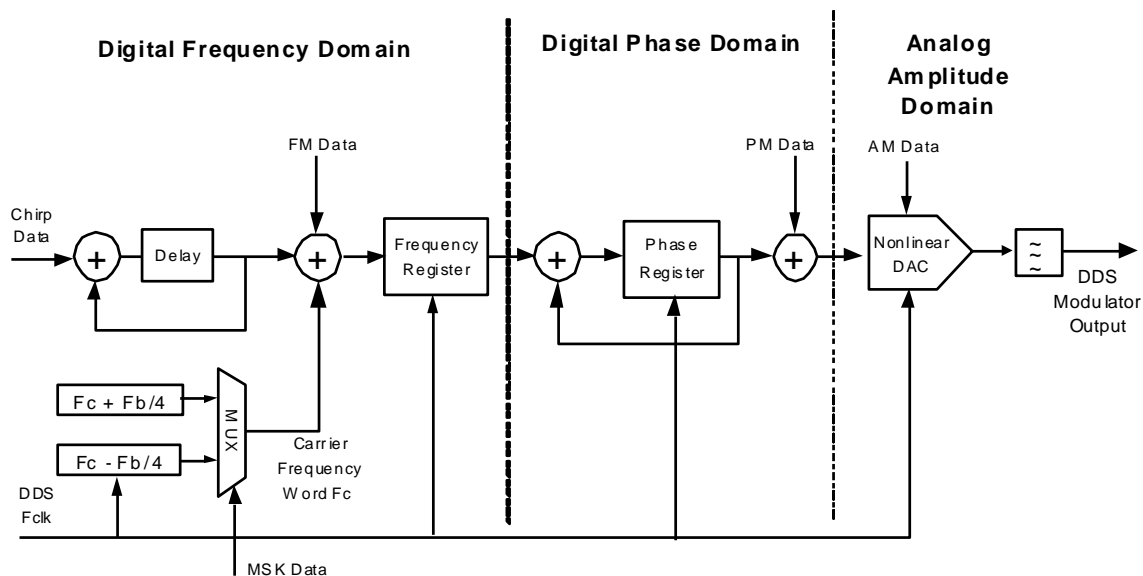 Digital Frequency Domain
Digital Phase Domain
Analog
Amplitude
Domain
FM Data
PM Data
AM Data
Chirp
Data
+
Delay
+
Frequency
Register
+
Phase
Register
+
Nonlinear
DAC
~
~
~
DDS
Modulator
Output
Fc + Fb/4
Fc - Fb/4
MUX
Carrier
Frequency
Word Fc
DDS
Fclk
MSK Data